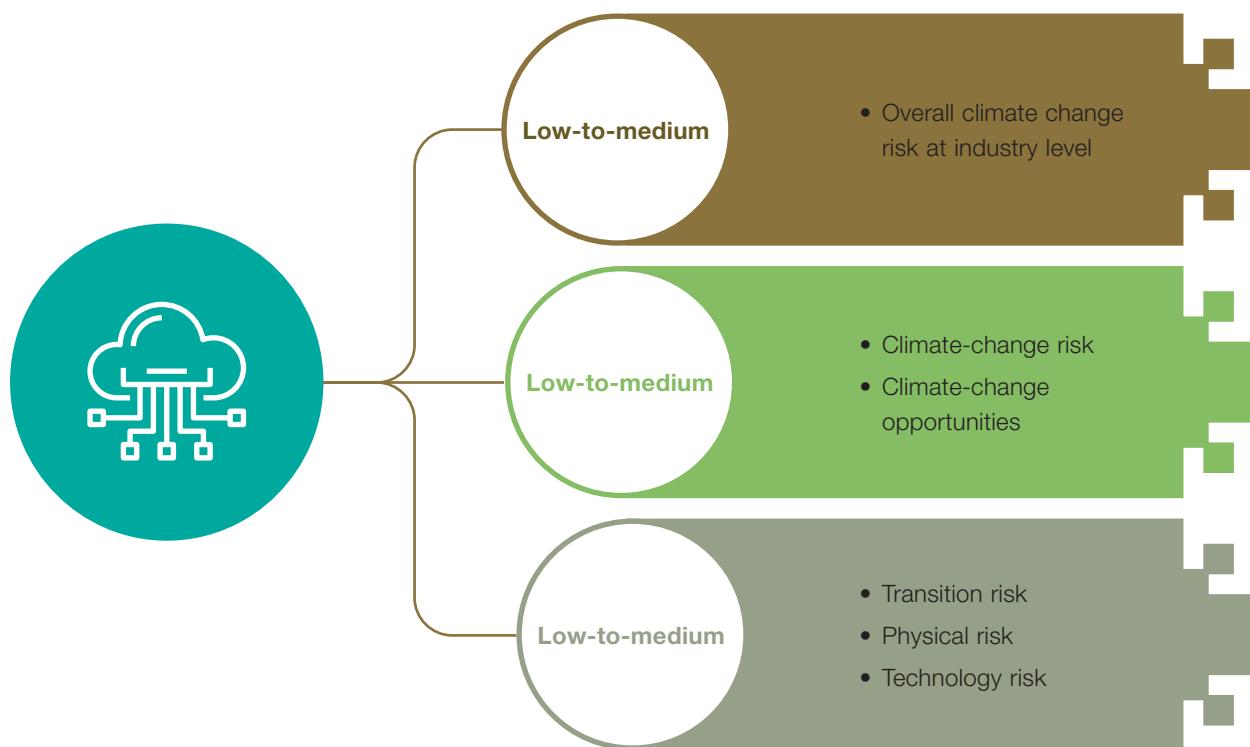 Low-to-medium
• Overall climate change
risk at industry level
Low-to-medium
• Climate-change risk
• Climate-change
opportunities
Low-to-medium
• Transition risk
• Physical risk
• Technology risk